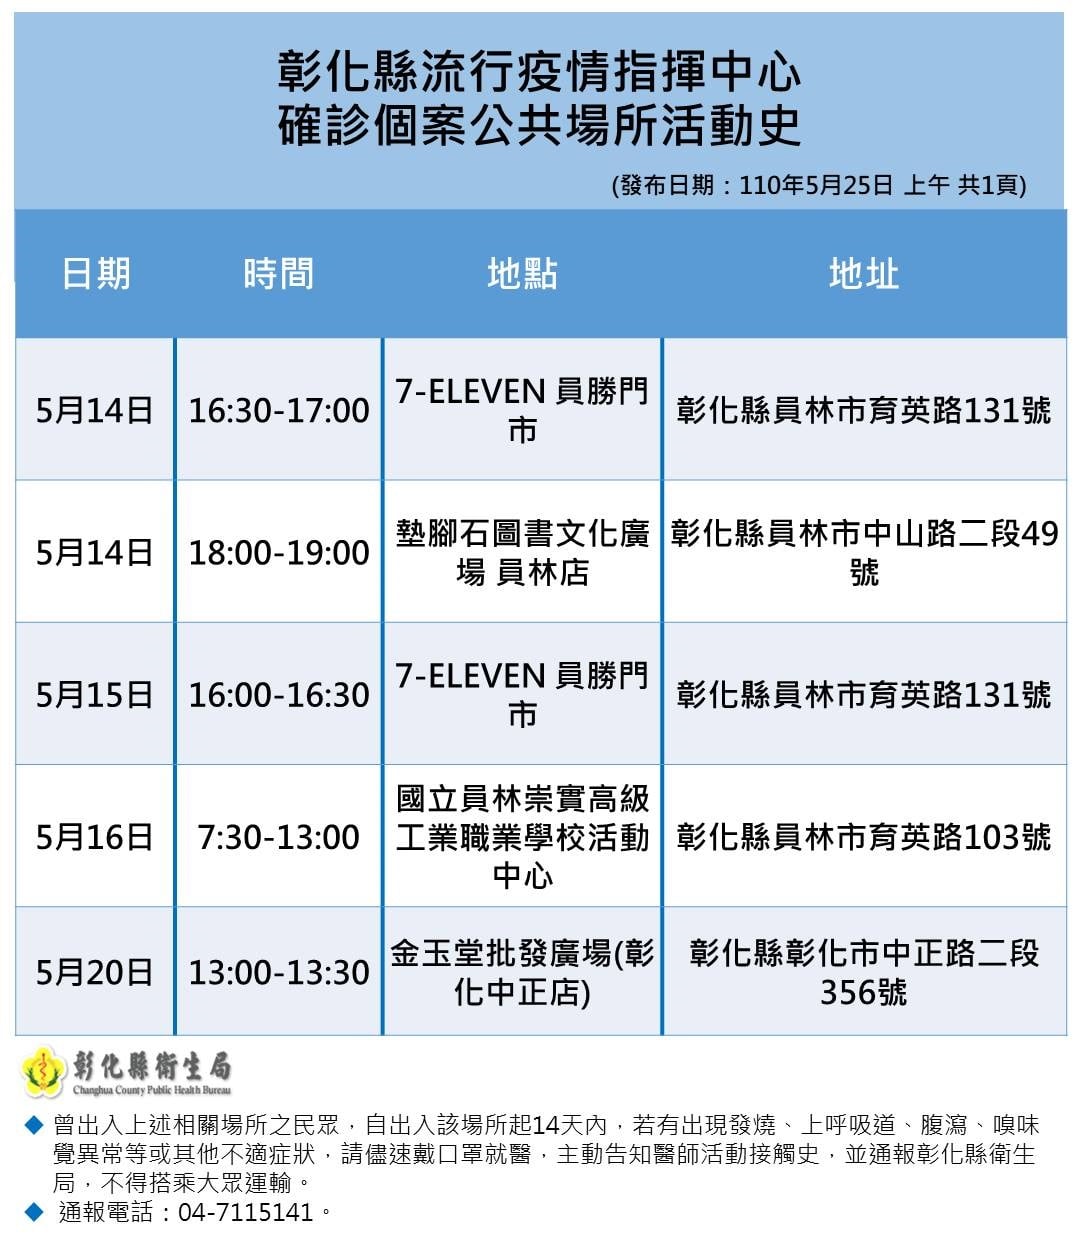 彰化縣流行疫情指揮中心
確診個案公共場所活動史
(發布日期：110年5月25日 上午 共1頁)
日期 時間 地點 地址
5月14日 16:30-17:00 7-ELEVEN 員勝門
市 彰化縣員林市育英路131號
5月14日 18:00-19:00 墊腳石圖書文化廣
場 員林店 彰化縣員林市中山路二段49
號
5月15日 16:00-16:30 7-ELEVEN 員勝門
市 彰化縣員林市育英路131號
5月16日 7:30-13:00 國立員林崇實高級
工業職業學校活動
中心 彰化縣員林市育英路103號
5月20日 13:00-13:30 金玉堂批發廣場(彰
化中正店) 彰化縣彰化市中正路二段
356號
彰化縣衛生局
Changhua County Public Health Bureau
◆ 曾出入上述相關場所之民眾，自出入該場所起14天內，若有出現發燒、上呼吸道、腹瀉、嗅味
覺異常等或其他不適症狀，請儘速戴口罩就醫，主動告知醫師活動接觸史，並通報彰化縣衛生
局，不得搭乘大眾運輸。
◆ 通報電話：04-7115141。